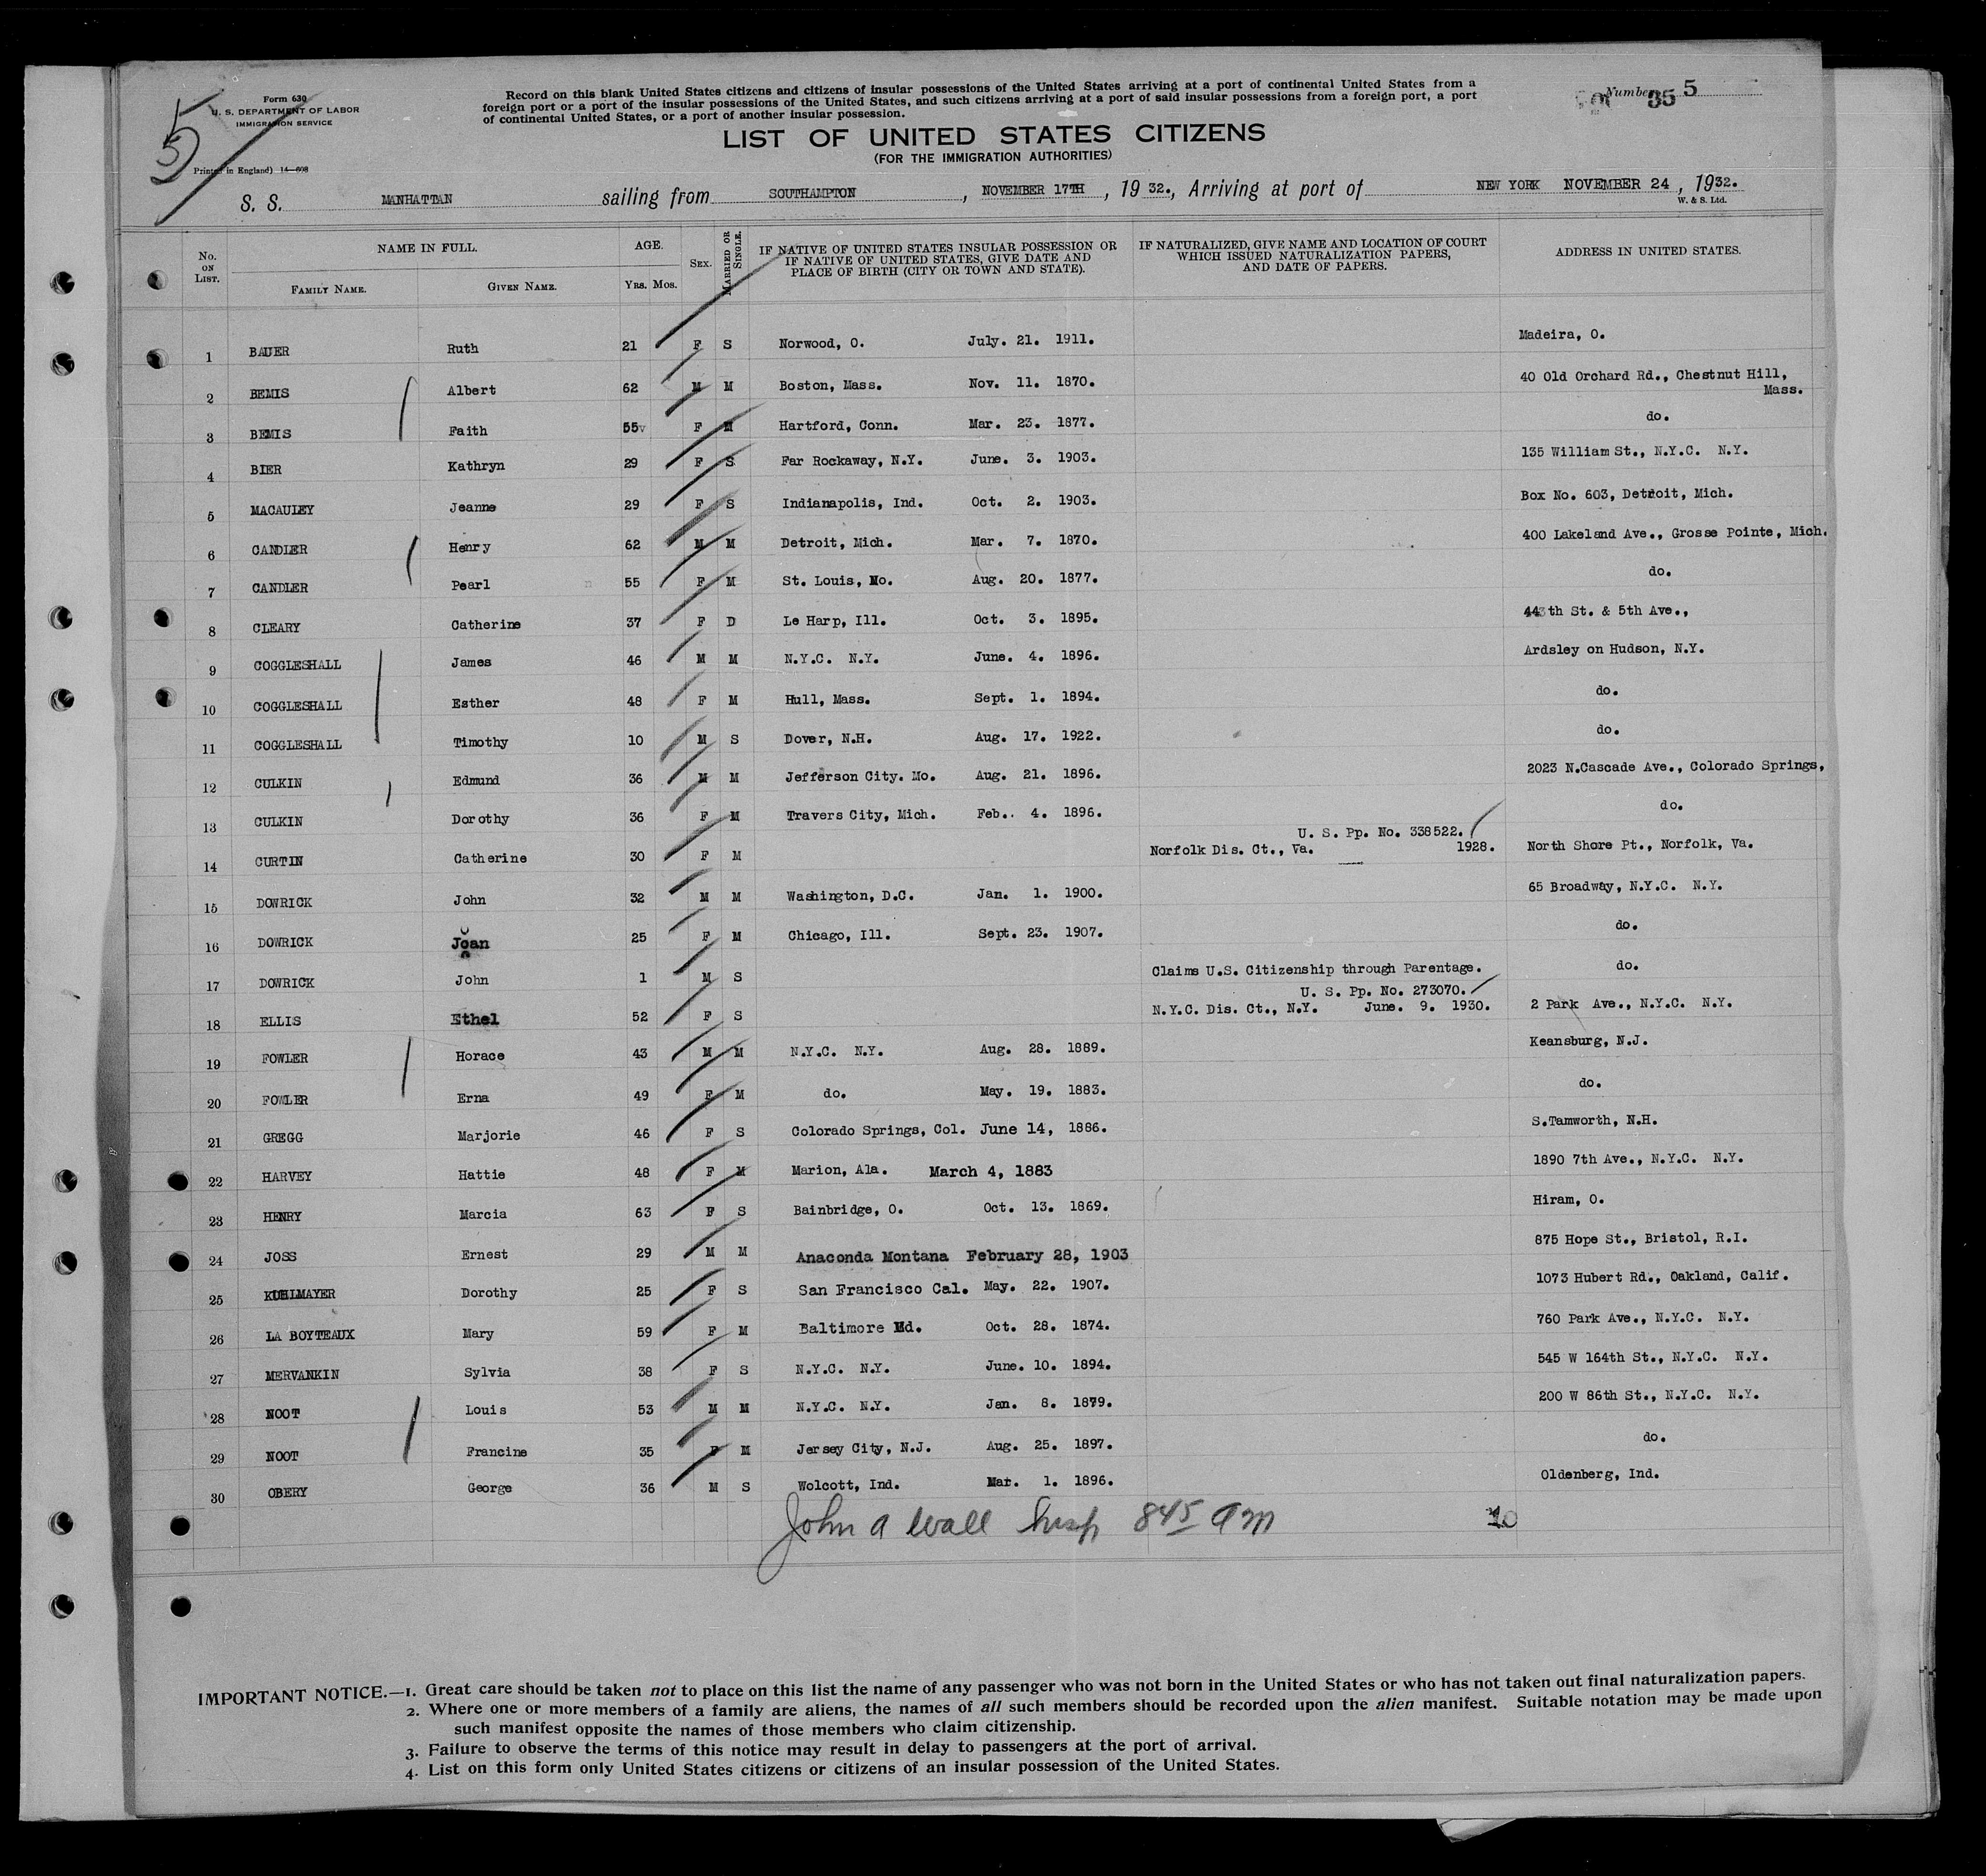 Form 630
U. S. DEPARTMENT OF LABOR
IMMIGRATION SERVICE
Printed in England) 14—608
5
Record on this blank United States citizens and citizens of insular possessions of the United States arriving at a port of continental United States from a
foreign port or a port of the insular possessions of the United States, and such citizens arriving at a port of said insular possessions from a foreign port, a port
of continental United States, or a port of another insular possession.
Number 5
35
LIST OF UNITED STATES CITIZENS
(FOR THE IMMIGRATION AUTHORITIES)
S. S. MANHATTAN sailing from SOUTHAMPTON, NOVEMBER 17TH, 19 32., Arriving at port of NEW YORK NOVEMBER 24, 1932.
W. & S. Ltd.
No. ON LIST. NAME IN FULL. FAMILY NAME. GIVEN NAME. AGE. YRS. MOS. SEX. MARRIED OR SINGLE. IF NATIVE OF UNITED STATES INSULAR POSSESSION OR IF NATIVE OF UNITED STATES, GIVE DATE AND PLACE OF BIRTH (CITY OR TOWN AND STATE). IF NATURALIZED, GIVE NAME AND LOCATION OF COURT WHICH ISSUED NATURALIZATION PAPERS, AND DATE OF PAPERS. ADDRESS IN UNITED STATES.
1 BAUER Ruth 21 F S Norwood, O. July. 21. 1911. Madeira, O.
2 BEMIS Albert 62 M M Boston, Mass. Nov. 11. 1870. 40 Old Orchard Rd., Chestnut Hill, Mass.
3 BEMIS Faith 55 F M Hartford, Conn. Mar. 23. 1877. do.
4 BIER Kathryn 29 F S Far Rockaway, N.Y. June. 3. 1903. 135 William St., N.Y.C. N.Y.
5 MACAULEY Jeanne 29 F S Indianapolis, Ind. Oct. 2. 1903. Box No. 603, Detroit, Mich.
6 CANDLER Henry 62 M M Detroit, Mich. Mar. 7. 1870. 400 Lakeland Ave., Grosse Pointe, Mich.
7 CANDLER Pearl 55 F M St. Louis, Mo. Aug. 20. 1877. do.
8 CLEARY Catherine 37 F D Le Harp, Ill. Oct. 3. 1895. 44th St. & 5th Ave.,
9 COGGLESHALL James 46 M M N.Y.C. N.Y. June. 4. 1896. Ardsley on Hudson, N.Y.
10 COGGLESHALL Esther 48 F M Hull, Mass. Sept. 1. 1894. do.
11 COGGLESHALL Timothy 10 M S Dover, N.H. Aug. 17. 1922. do.
12 CULKIN Edmund 36 M M Jefferson City. Mo. Aug. 21. 1896. 2023 N.Cascade Ave., Colorado Springs,
13 CULKIN Dorothy 36 F M Travers City, Mich. Feb.. 4. 1896. do.
U. S. Pp. No. 338522.
14 CURTIN Catherine 30 F M Norfolk Dis. Ct., Va. 1928. North Shore Pt., Norfolk, Va.
15 DOWRICK John 32 M M Washington, D.C. Jan. 1. 1900. 65 Broadway, N.Y.C. N.Y.
16 DOWRICK Joan 25 F M Chicago, Ill. Sept. 23. 1907. do.
17 DOWRICK John 1 M S Claims U.S. Citizenship through Parentage. do.
U. S. Pp. No. 273070.
18 ELLIS Ethel 52 F S N.Y.C. Dis. Ct., N.Y. June. 9. 1930. 2 Park Ave., N.Y.C. N.Y.
19 FOWLER Horace 43 M M N.Y.C. N.Y. Aug. 28. 1889. Keansburg, N.J.
20 FOWLER Erna 49 F M do. May. 19. 1883. do.
21 GREGG Marjorie 46 F S Colorado Springs, Col. June 14, 1886. S.Tamworth, N.H.
22 HARVEY Hattie 48 F M Marion, Ala. March 4, 1883 1890 7th Ave., N.Y.C. N.Y.
23 HENRY Marcia 63 F S Bainbridge, O. Oct. 13. 1869. Hiram, O.
24 JOSS Ernest 29 M M Anaconda Montana February 28, 1903 875 Hope St., Bristol, R.I.
25 KUHLMAYER Dorothy 25 F S San Francisco Cal. May. 22. 1907. 1073 Hubert Rd., Oakland, Calif.
26 LA BOYTEAUX Mary 59 F M Baltimore Md. Oct. 28. 1874. 760 Park Ave., N.Y.C. N.Y.
27 MERVANKIN Sylvia 38 F S N.Y.C. N.Y. June. 10. 1894. 545 W 164th St., N.Y.C. N.Y.
28 NOOT Louis 53 M M N.Y.C. N.Y. Jan. 8. 1879. 200 W 86th St., N.Y.C. N.Y.
29 NOOT Francine 35 F M Jersey City, N.J. Aug. 25. 1897. do.
30 OBERY George 36 M S Wolcott, Ind. Mar. 1. 1896. Oldenberg, Ind.
John A Wall Insp 845 AM
IMPORTANT NOTICE.—1. Great care should be taken not to place on this list the name of any passenger who was not born in the United States or who has not taken out final naturalization papers.
2. Where one or more members of a family are aliens, the names of all such members should be recorded upon the alien manifest. Suitable notation may be made upon
such manifest opposite the names of those members who claim citizenship.
3. Failure to observe the terms of this notice may result in delay to passengers at the port of arrival.
4. List on this form only United States citizens or citizens of an insular possession of the United States.